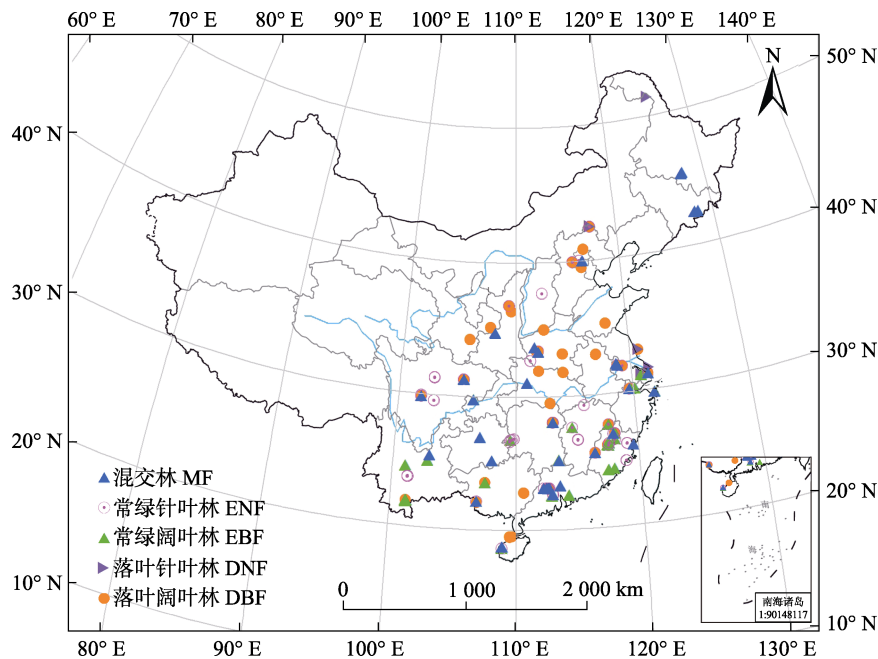 60° E 70° E 80° E 90° E 100° E 110° E 120° E 130° E 140° E
50° N
N
40° N
40° N
30° N
30° N
20° N
混交林 MF
常绿针叶林 ENF
常绿阔叶林 EBF
落叶针叶林 DNF
落叶阔叶林 DBF
20° N
南
海
10° N
0 1 000 2 000 km
南海诸岛
1:90148117
10° N
80° E 90° E 100° E 110° E 120° E 130° E